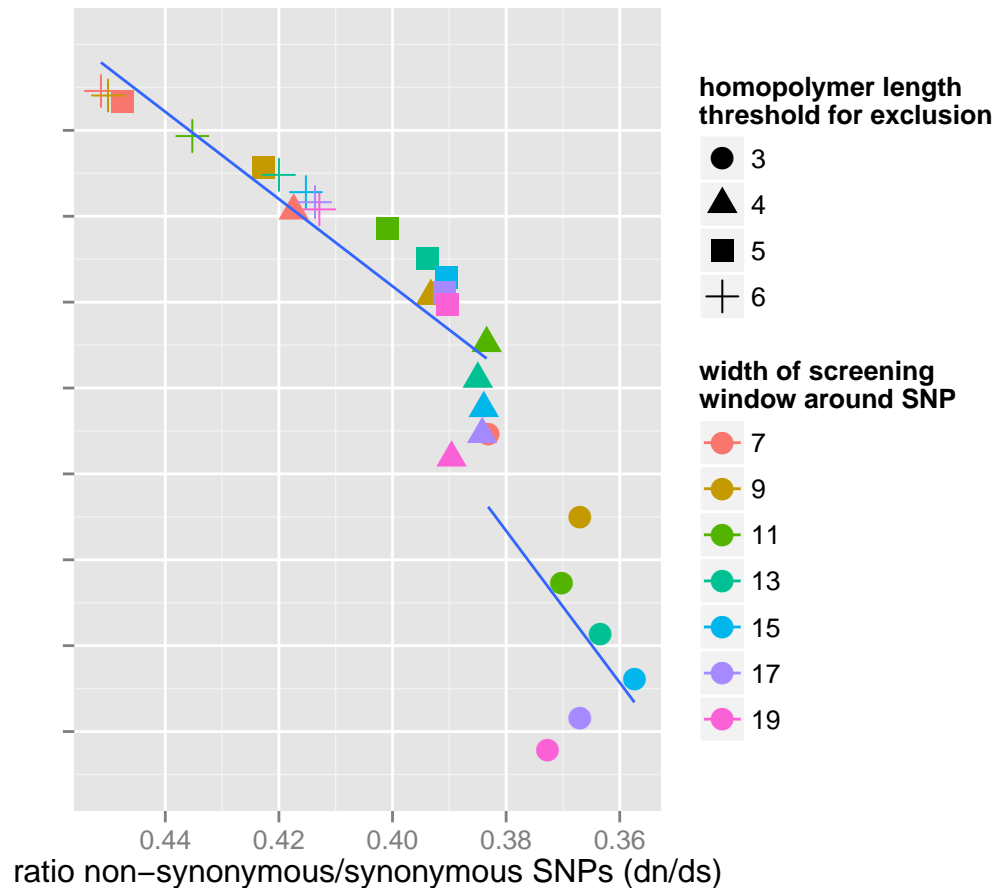 homopolymer length
threshold for exclusion
3
4
5
6
width of screening
window around SNP
7
9
11
13
15
17
19
0.44 0.42 0.40 0.38 0.36
ratio non−synonymous/synonymous SNPs (dn/ds)